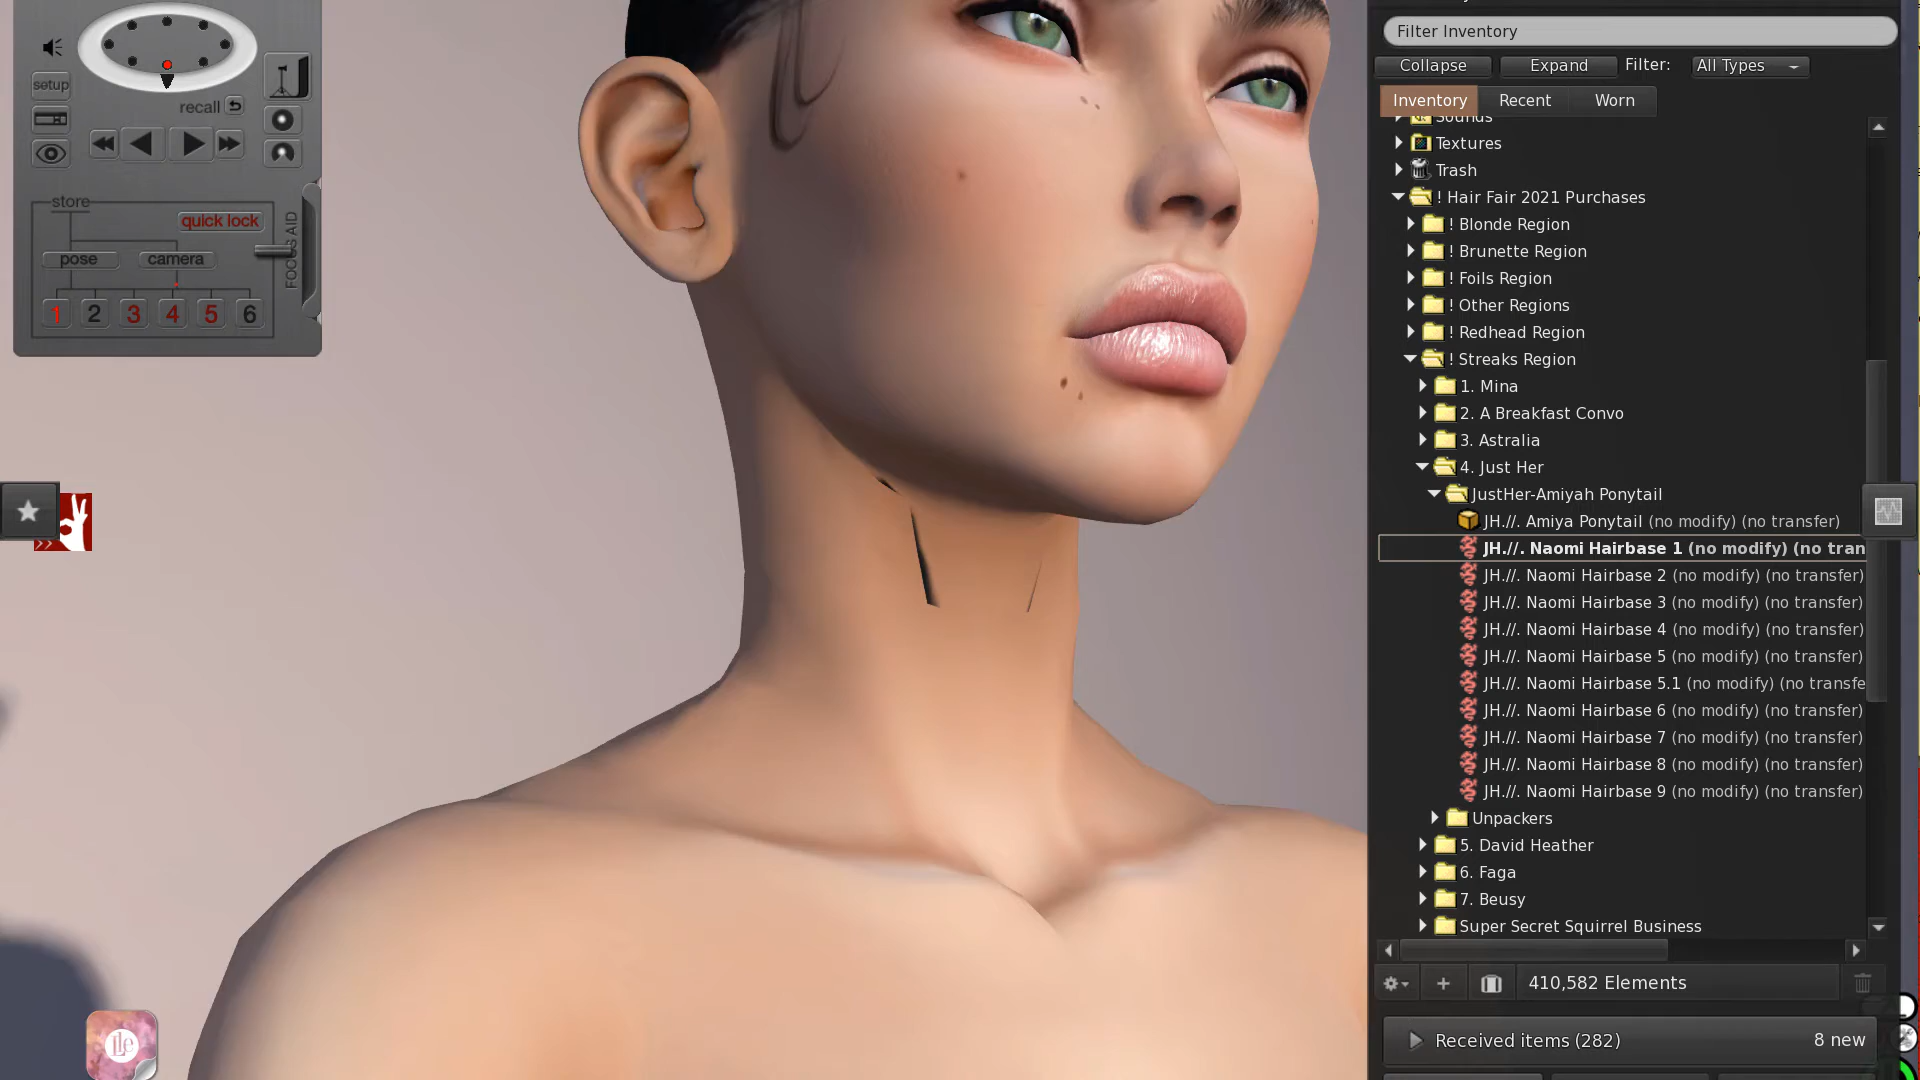 setup
recall
store
quick lock
pose
camera
1 2 3 4 5 6
FOCUS AID
Filter Inventory
Collapse Expand Filter: All Types
Inventory Recent Worn
Sounds
Textures
Trash
! Hair Fair 2021 Purchases
! Blonde Region
! Brunette Region
! Foils Region
! Other Regions
! Redhead Region
! Streaks Region
1. Mina
2. A Breakfast Convo
3. Astralia
4. Just Her
JustHer-Amiyah Ponytail
JH.//. Amiya Ponytail (no modify) (no transfer)
JH.//. Naomi Hairbase 1 (no modify) (no tran
JH.//. Naomi Hairbase 2 (no modify) (no transfer)
JH.//. Naomi Hairbase 3 (no modify) (no transfer)
JH.//. Naomi Hairbase 4 (no modify) (no transfer)
JH.//. Naomi Hairbase 5 (no modify) (no transfer)
JH.//. Naomi Hairbase 5.1 (no modify) (no transfe
JH.//. Naomi Hairbase 6 (no modify) (no transfer)
JH.//. Naomi Hairbase 7 (no modify) (no transfer)
JH.//. Naomi Hairbase 8 (no modify) (no transfer)
JH.//. Naomi Hairbase 9 (no modify) (no transfer)
Unpackers
5. David Heather
6. Faga
7. Beusy
Super Secret Squirrel Business
410,582 Elements
Received items (282) 8 new